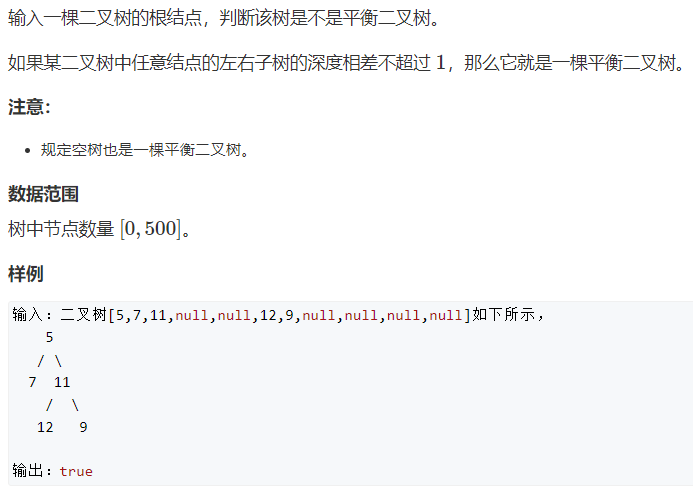 输入一棵二叉树的根结点，判断该树是不是平衡二叉树。
如果某二叉树中任意结点的左右子树的深度相差不超过 1，那么它就是一棵平衡二叉树。
注意：
• 规定空树也是一棵平衡二叉树。
数据范围
树中节点数量 [0,500]。
样例
输入：二叉树[5,7,11,null,null,12,9,null,null,null,null]如下所示，
    5
   / \
  7  11
    /  \
   12   9
输出：true